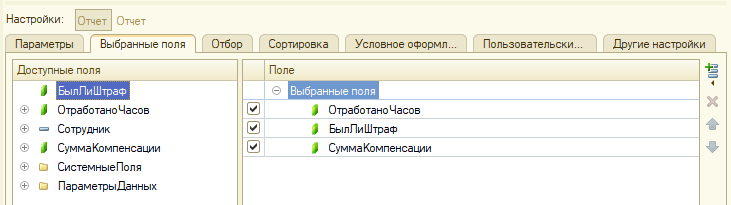 Настройки: Отчет Отчет
Параметры Выбранные поля Отбор Сортировка Условное оформл... Пользовательски... Другие настройки
Доступные поля Поле
БылЛиШтраф Выбранные поля
ОтработаноЧасов ОтработаноЧасов
Сотрудник БылЛиШтраф
СуммаКомпенсации СуммаКомпенсации
СистемныеПоля
ПараметрыДанных